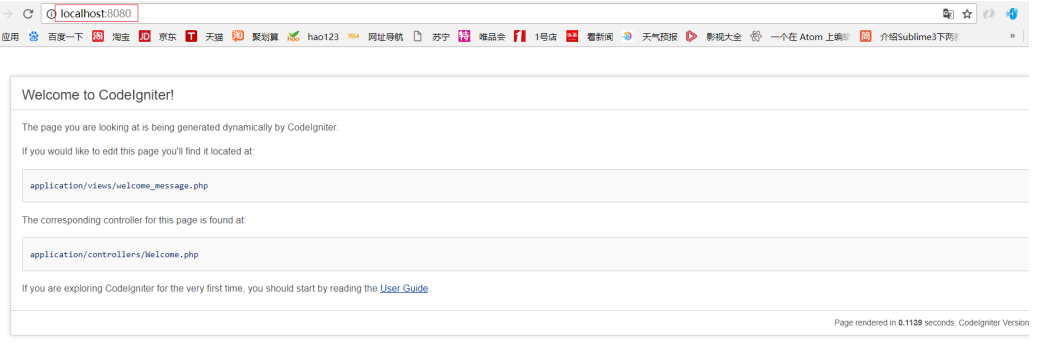 localhost:8080
应用 百度一下 淘宝 JD 京东 T 天猫 聚划算 hao123 网址导航 苏宁 特 唯品会 1号店 看新闻 天气预报 影视大全 一个在 Atom 上编 简 介绍Sublime3下两 »
Welcome to CodeIgniter!
The page you are looking at is being generated dynamically by CodeIgniter.
If you would like to edit this page you'll find it located at:
application/views/welcome_message.php
The corresponding controller for this page is found at:
application/controllers/Welcome.php
If you are exploring CodeIgniter for the very first time, you should start by reading the User Guide.
Page rendered in 0.1139 seconds. CodeIgniter Version